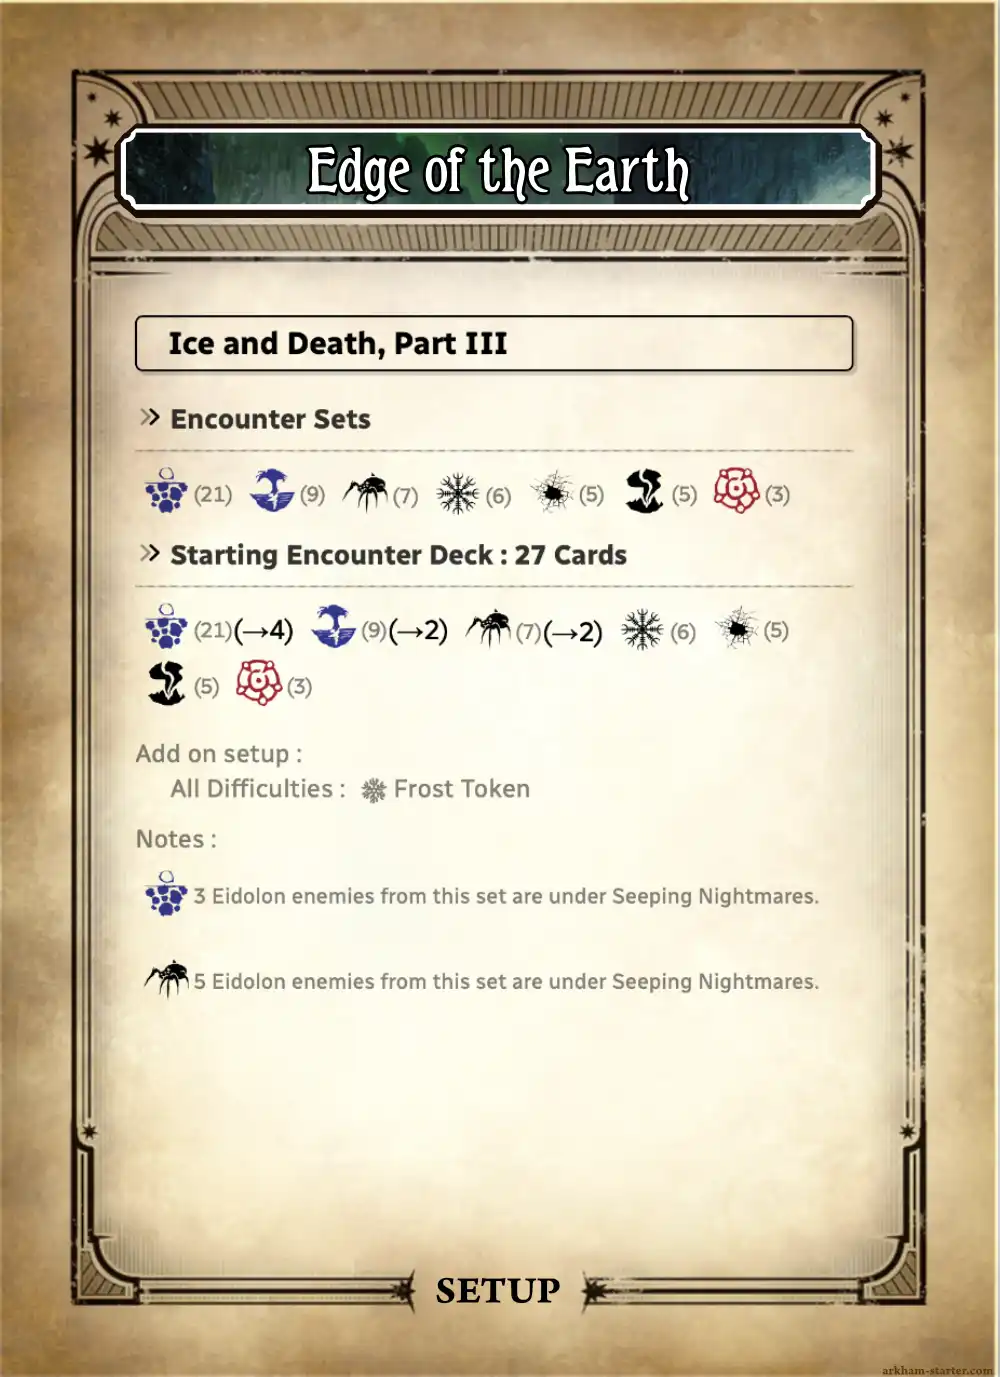 Edge of the Earth
Ice and Death, Part III
» Encounter Sets
(21) (9) (7) (6) (5) (5) (3)
» Starting Encounter Deck : 27 Cards
(21)(→4) (9)(→2) (7)(→2) (6) (5)
(5) (3)
Add on setup :
All Difficulties : Frost Token
Notes :
3 Eidolon enemies from this set are under Seeping Nightmares.
5 Eidolon enemies from this set are under Seeping Nightmares.
SETUP
arkham-starter.com